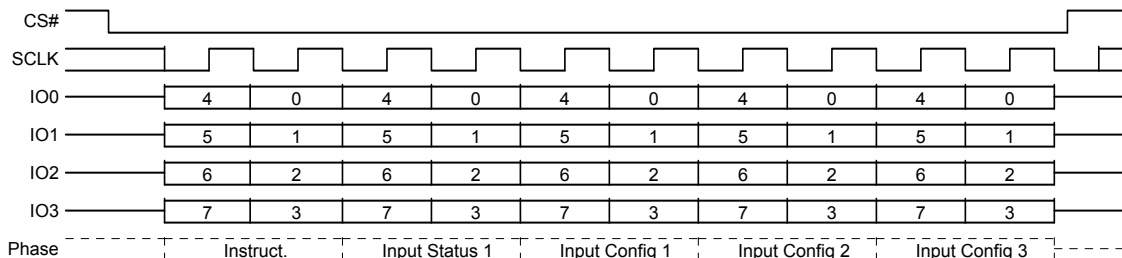 CS#
SCLK
IO0 4 0 4 0 4 0 4 0 4 0
IO1 5 1 5 1 5 1 5 1 5 1
IO2 6 2 6 2 6 2 6 2 6 2
IO3 7 3 7 3 7 3 7 3 7 3
Phase Instruct. Input Status 1 Input Config 1 Input Config 2 Input Config 3